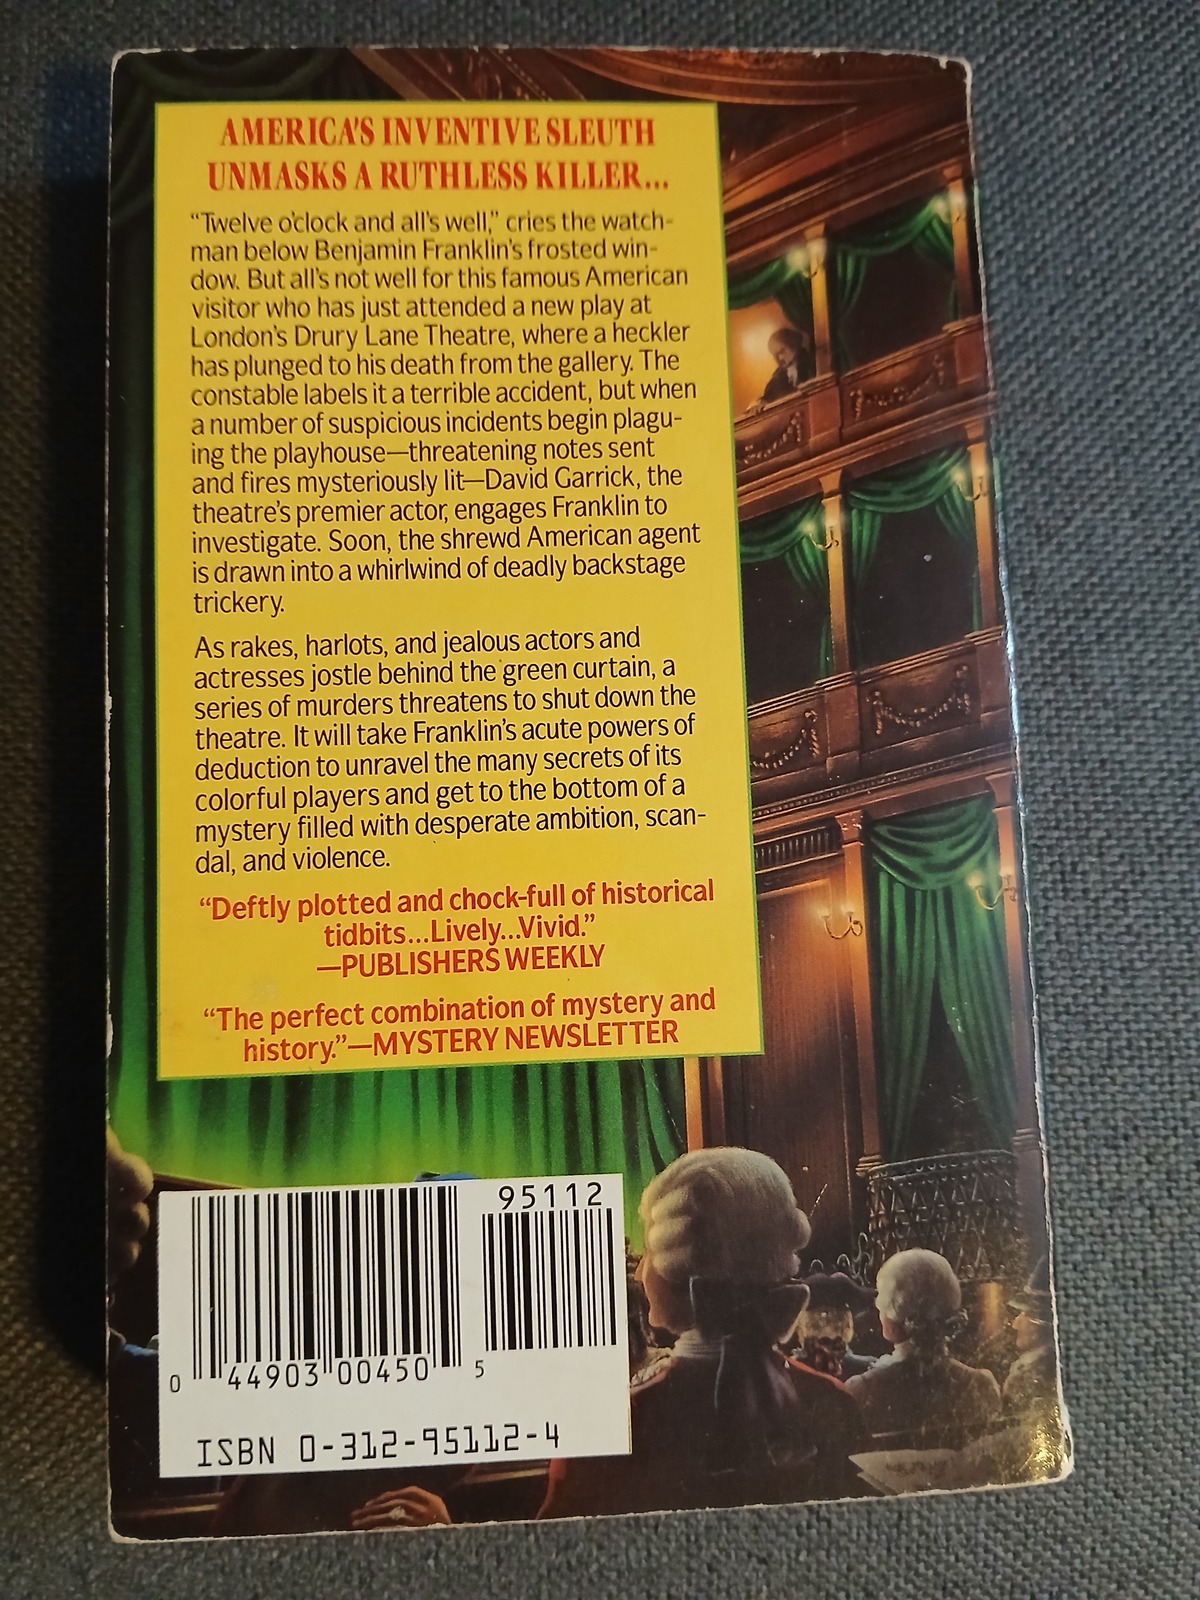 AMERICA'S INVENTIVE SLEUTH
UNMASKS A RUTHLESS KILLER...
“Twelve o'clock and all's well,” cries the watch-
man below Benjamin Franklin's frosted win-
dow. But all's not well for this famous American
visitor who has just attended a new play at
London's Drury Lane Theatre, where a heckler
has plunged to his death from the gallery. The
constable labels it a terrible accident, but when
a number of suspicious incidents begin plagu-
ing the playhouse—threatening notes sent
and fires mysteriously lit—David Garrick, the
theatre's premier actor, engages Franklin to
investigate. Soon, the shrewd American agent
is drawn into a whirlwind of deadly backstage
trickery.
As rakes, harlots, and jealous actors and
actresses jostle behind the green curtain, a
series of murders threatens to shut down the
theatre. It will take Franklin's acute powers of
deduction to unravel the many secrets of its
colorful players and get to the bottom of a
mystery filled with desperate ambition, scan-
dal, and violence.
“Deftly plotted and chock-full of historical
tidbits...Lively...Vivid.”
—PUBLISHERS WEEKLY
“The perfect combination of mystery and
history.”—MYSTERY NEWSLETTER
95112
0 44903 00450 5
ISBN 0-312-95112-4